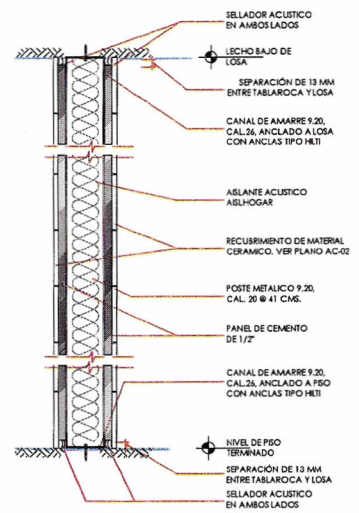 SELLADOR ACUSTICO
EN AMBOS LADOS
LECHO BAJO DE
LOSA
SEPARACIÓN DE 13 MM
ENTRE TABLAROCA Y LOSA
CANAL DE AMARRE 9.20,
CAL.26, ANCLADO A LOSA
CON ANCLAS TIPO HILTI
AISLANTE ACUSTICO
AISLHOGAR
RECUBRIMIENTO DE MATERIAL
CERAMICO. VER PLANO AC-02
POSTE METALICO 9.20,
CAL. 20 @ 41 CMS.
PANEL DE CEMENTO
DE 1/2"
CANAL DE AMARRE 9.20,
CAL.26, ANCLADO A PISO
CON ANCLAS TIPO HILTI
NIVEL DE PISO
TERMINADO
SEPARACIÓN DE 13 MM
ENTRE TABLAROCA Y LOSA
SELLADOR ACUSTICO
EN AMBOS LADOS